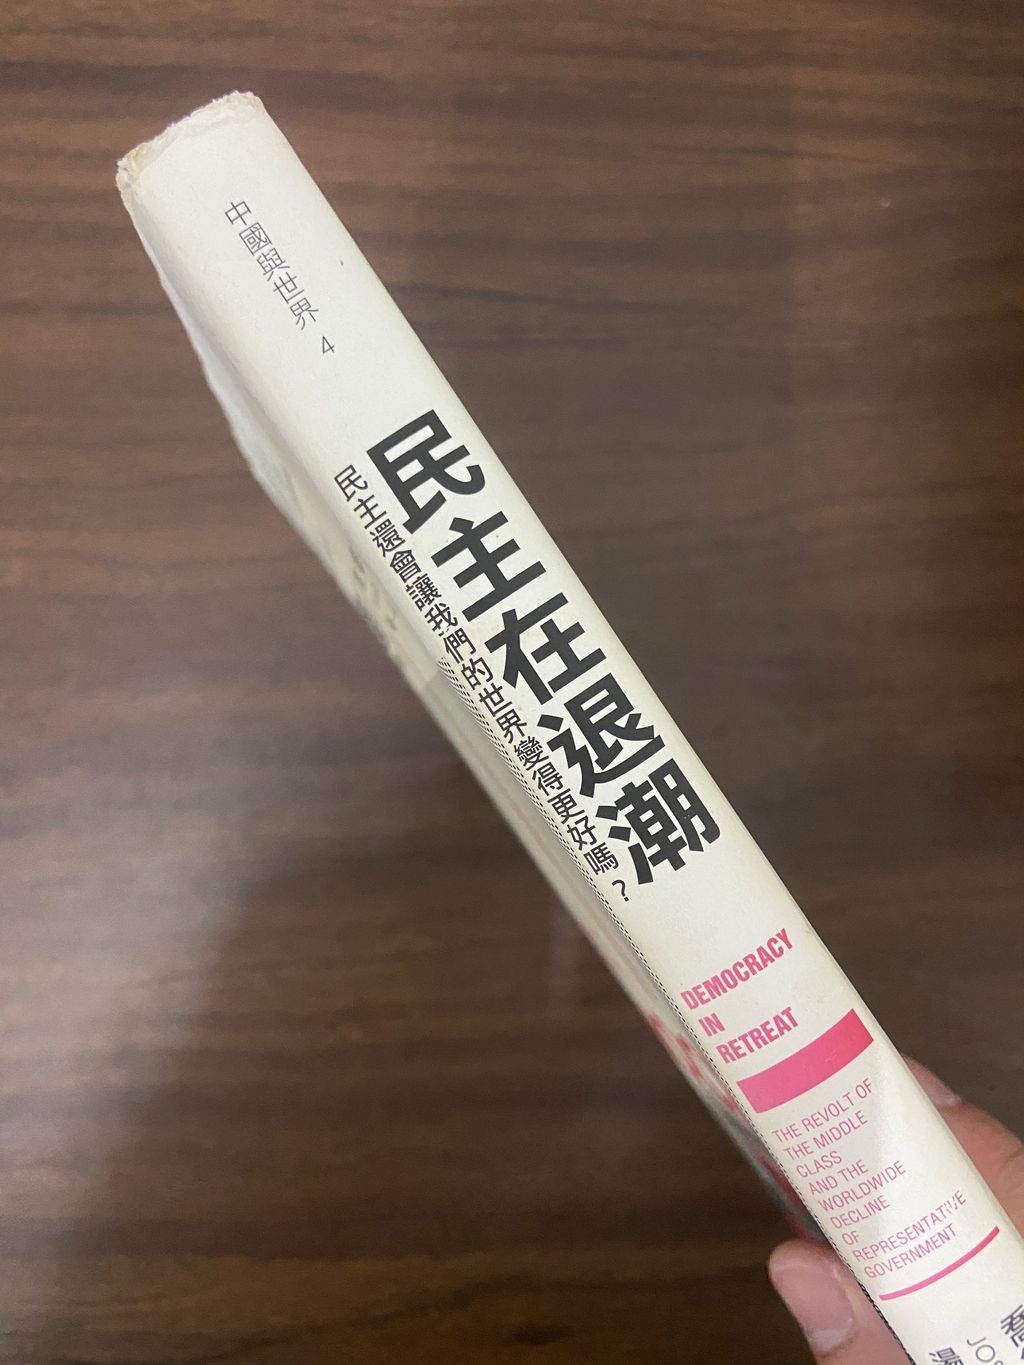 中國與世界 4
民主在退潮
民主還會讓我們的世界變得更好嗎？
DEMOCRACY
IN
RETREAT
THE REVOLT OF
THE MIDDLE
CLASS
AND THE
WORLDWIDE
DECLINE
OF
REPRESENTATIVE
GOVERNMENT